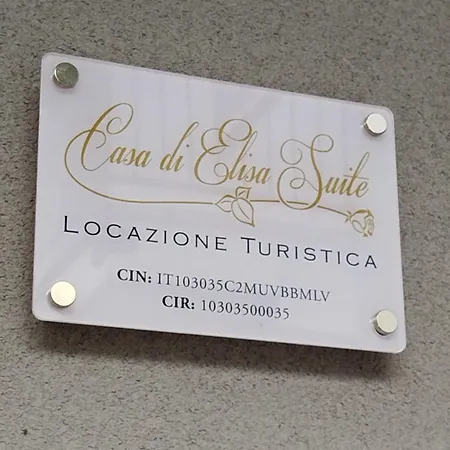 Casa di Elisa Suite
Locazione Turistica
CIN: IT103035C2MUVBBMLV
CIR: 10303500035